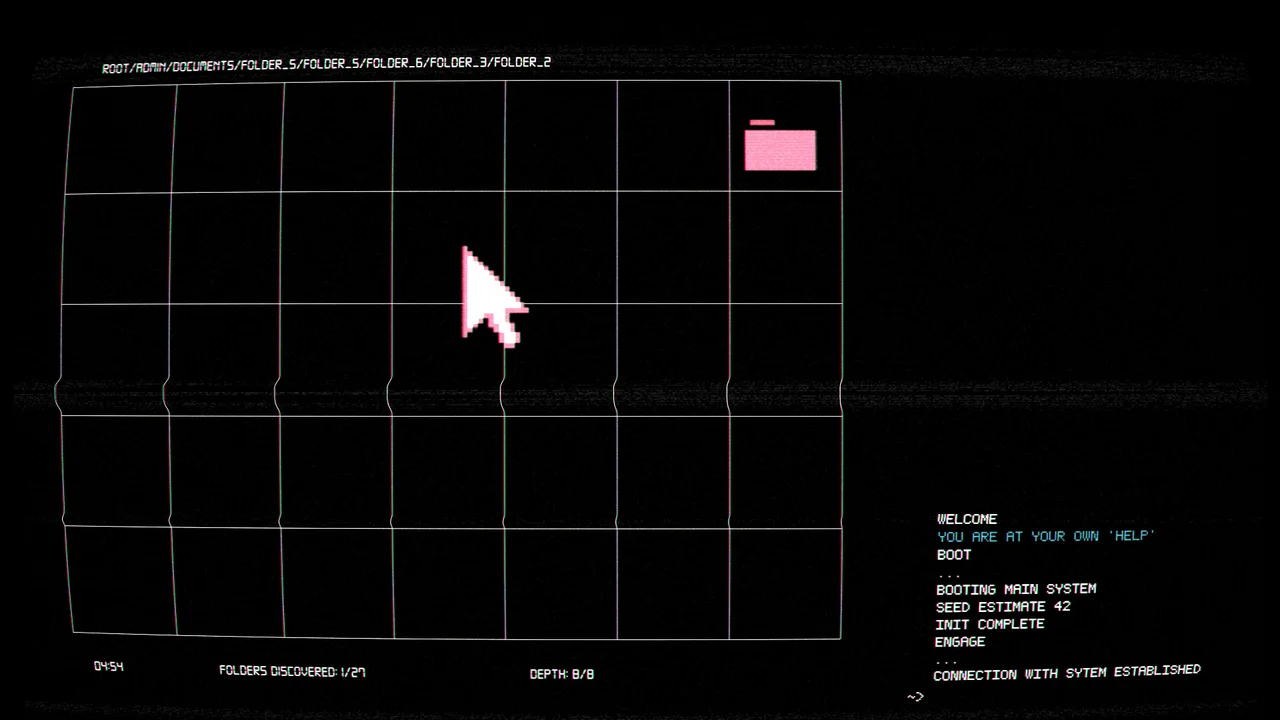 ROOT/ADMIN/DOCUMENTS/FOLDER_5/FOLDER_5/FOLDER_6/FOLDER_3/FOLDER_2
WELCOME
YOU ARE AT YOUR OWN 'HELP'
BOOT
...
BOOTING MAIN SYSTEM
SEED ESTIMATE 42
INIT COMPLETE
ENGAGE
...
CONNECTION WITH SYTEM ESTABLISHED
~>
04:54
FOLDERS DISCOVERED: 1/27
DEPTH: 8/8